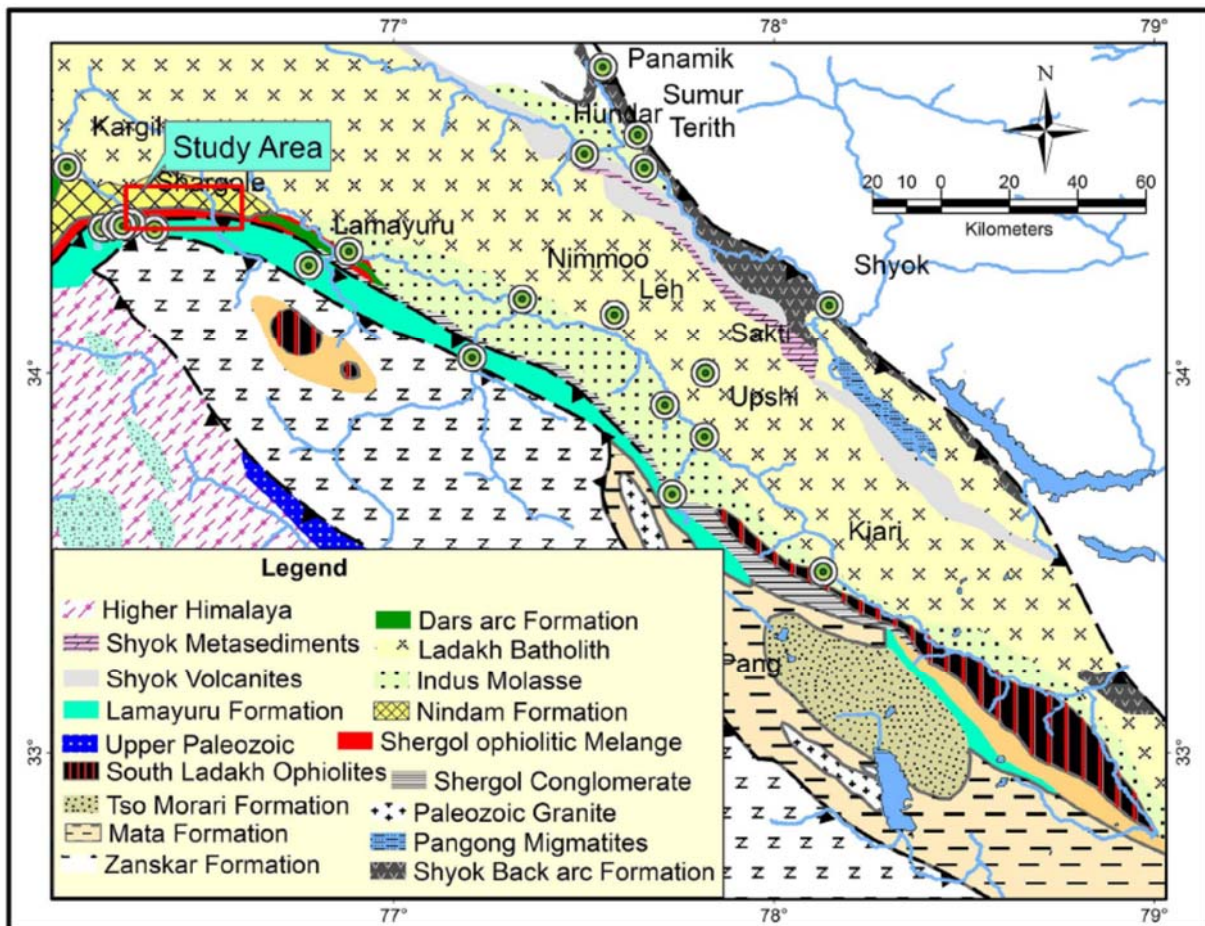 77°
78°
79°
Panamik
Sumur
Hundar
Terith
Kargil
Study Area
Shargole
N
20 10 0 20 40 60
Kilometers
Lamayuru
Nimmoo
Leh
Shyok
Sakti
34°
34°
Upshi
Kiari
Pang
33°
33°
Legend
Higher Himalaya
Shyok Metasediments
Shyok Volcanites
Lamayuru Formation
Upper Paleozoic
South Ladakh Ophiolites
Tso Morari Formation
Mata Formation
Zanskar Formation
Dars arc Formation
Ladakh Batholith
Indus Molasse
Nindam Formation
Shergol ophiolitic Melange
Shergol Conglomerate
Paleozoic Granite
Pangong Migmatites
Shyok Back arc Formation
77°
78°
79°